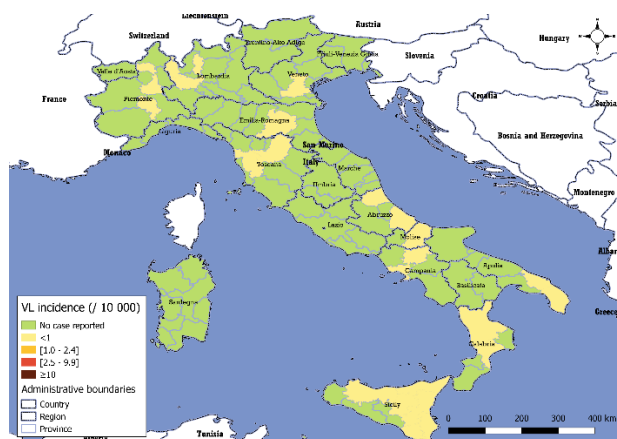 Liechtenstein
Austria
Hungary
Switzerland
Trentino-Alto Adige
Friuli-Venezia Giulia
Slovenia
Valle d'Aosta
Lombardia
Veneto
France
Piemonte
Croatia
Serbia
Emilia-Romagna
Liguria
Bosnia and Herzegovina
Monaco
San Marino
Toscana
Italy
Marche
Umbria
Montenegro
Abruzzo
Lazio
Molise
Campania
Apulia
Basilicata
Sardegna
Greece
Calabria
Sicily
Tunisia
VL incidence (/ 10 000)
No case reported
<1
[1.0 - 2.4]
[2.5 - 9.9]
≥10
Administrative boundaries
Country
Region
Province
0 100 200 300 400 km